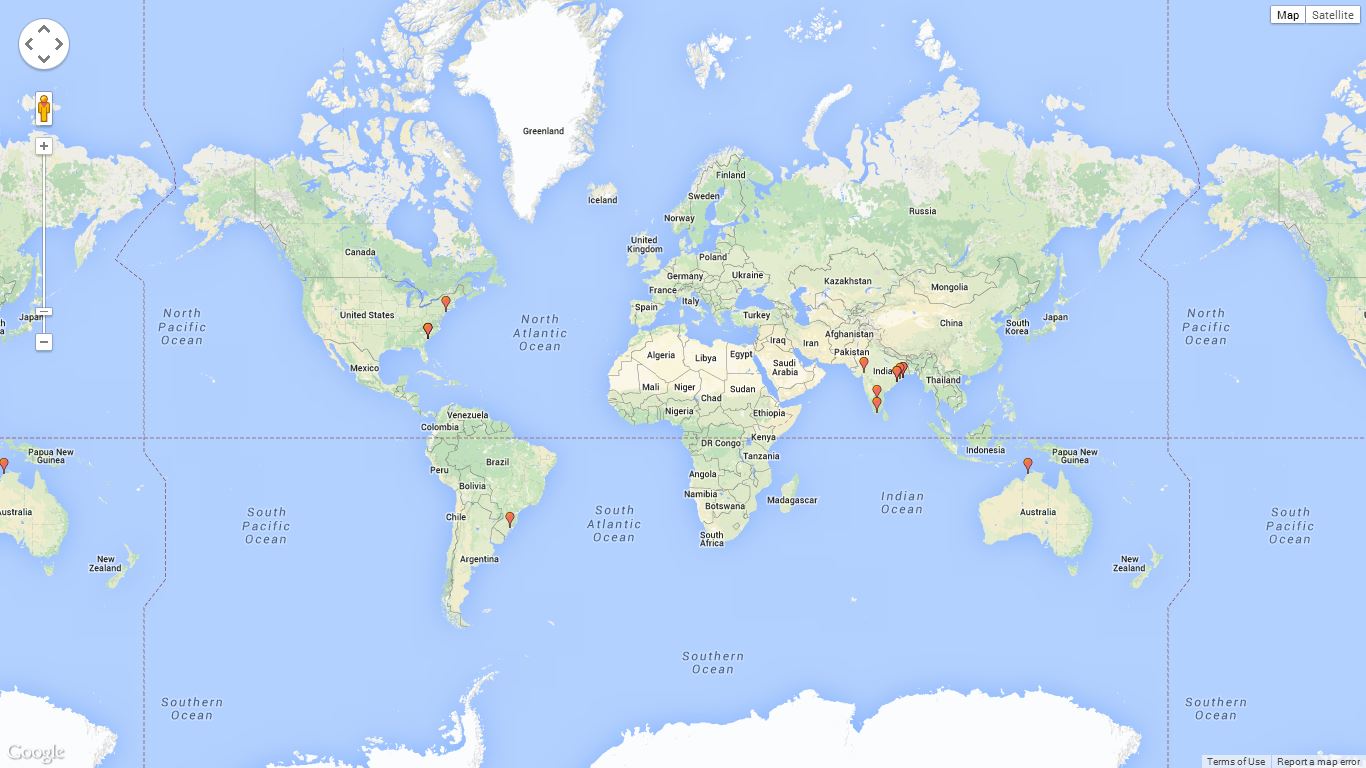 Map
Satellite
Greenland
Finland
Iceland
Sweden
Norway
Russia
United
Kingdom
Canada
Poland
Germany
Ukraine
Kazakhstan
Mongolia
France
Italy
Spain
Turkey
United States
Japan
North
Pacific
Ocean
North
Atlantic
Ocean
China
South
Korea
Japan
North
Pacific
Ocean
Afghanistan
Iraq
Iran
Pakistan
Algeria
Libya
Egypt
Saudi
Arabia
India
Thailand
Mexico
Mali
Niger
Sudan
Chad
Nigeria
Ethiopia
Venezuela
Colombia
DR Congo
Kenya
Tanzania
Indonesia
Papua New
Guinea
Papua New
Guinea
Peru
Brazil
Bolivia
Angola
Namibia
Botswana
Madagascar
Indian
Ocean
ustralia
Australia
South
Pacific
Ocean
Chile
South
Atlantic
Ocean
South
Africa
South
Pacific
Ocean
Argentina
New
Zealand
New
Zealand
Southern
Ocean
Southern
Ocean
Southern
Ocean
Google
Terms of Use
Report a map error